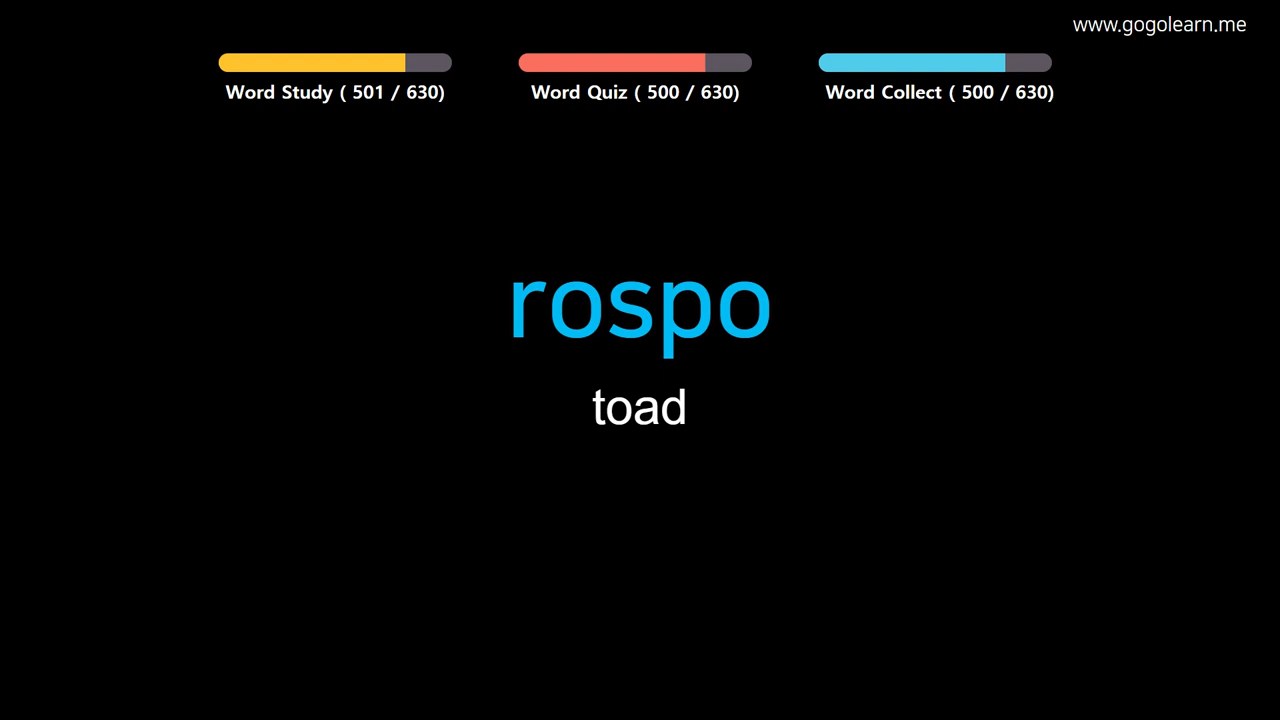 www.gogolearn.me
Word Study ( 501 / 630)
Word Quiz ( 500 / 630)
Word Collect ( 500 / 630)
rospo
toad